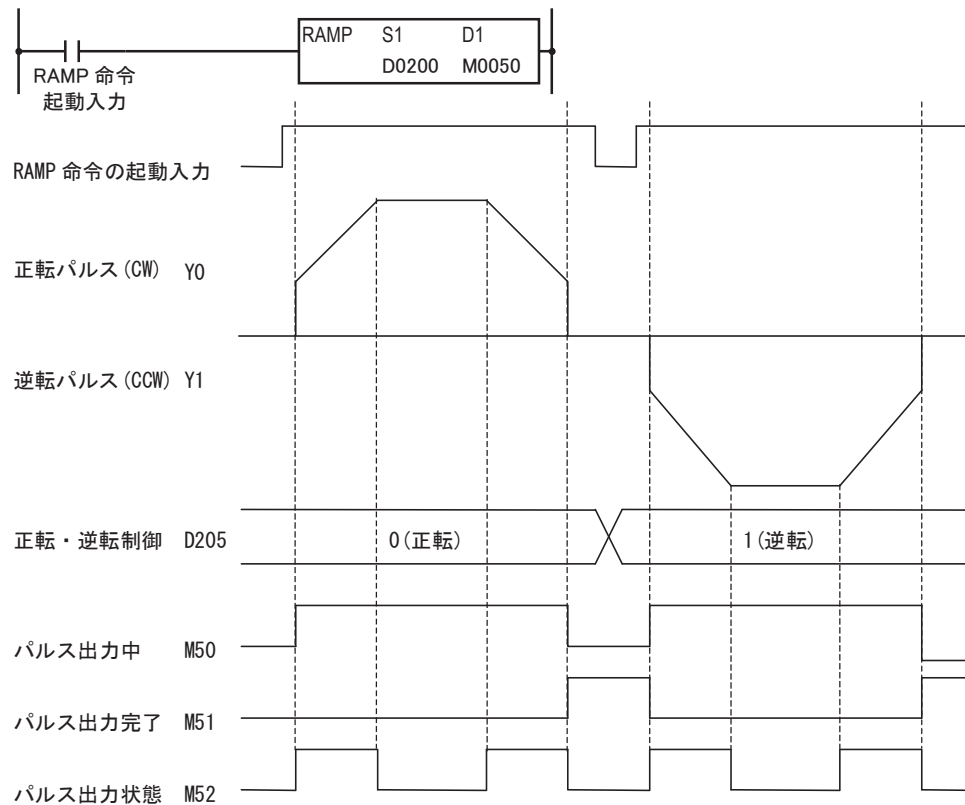 RAMP S1 D1
D0200 M0050
RAMP 命令
起動入力
RAMP 命令の起動入力
正転パルス(CW) Y0
逆転パルス(CCW) Y1
正転・逆転制御 D205 0(正転) 1(逆転)
パルス出力中 M50
パルス出力完了 M51
パルス出力状態 M52